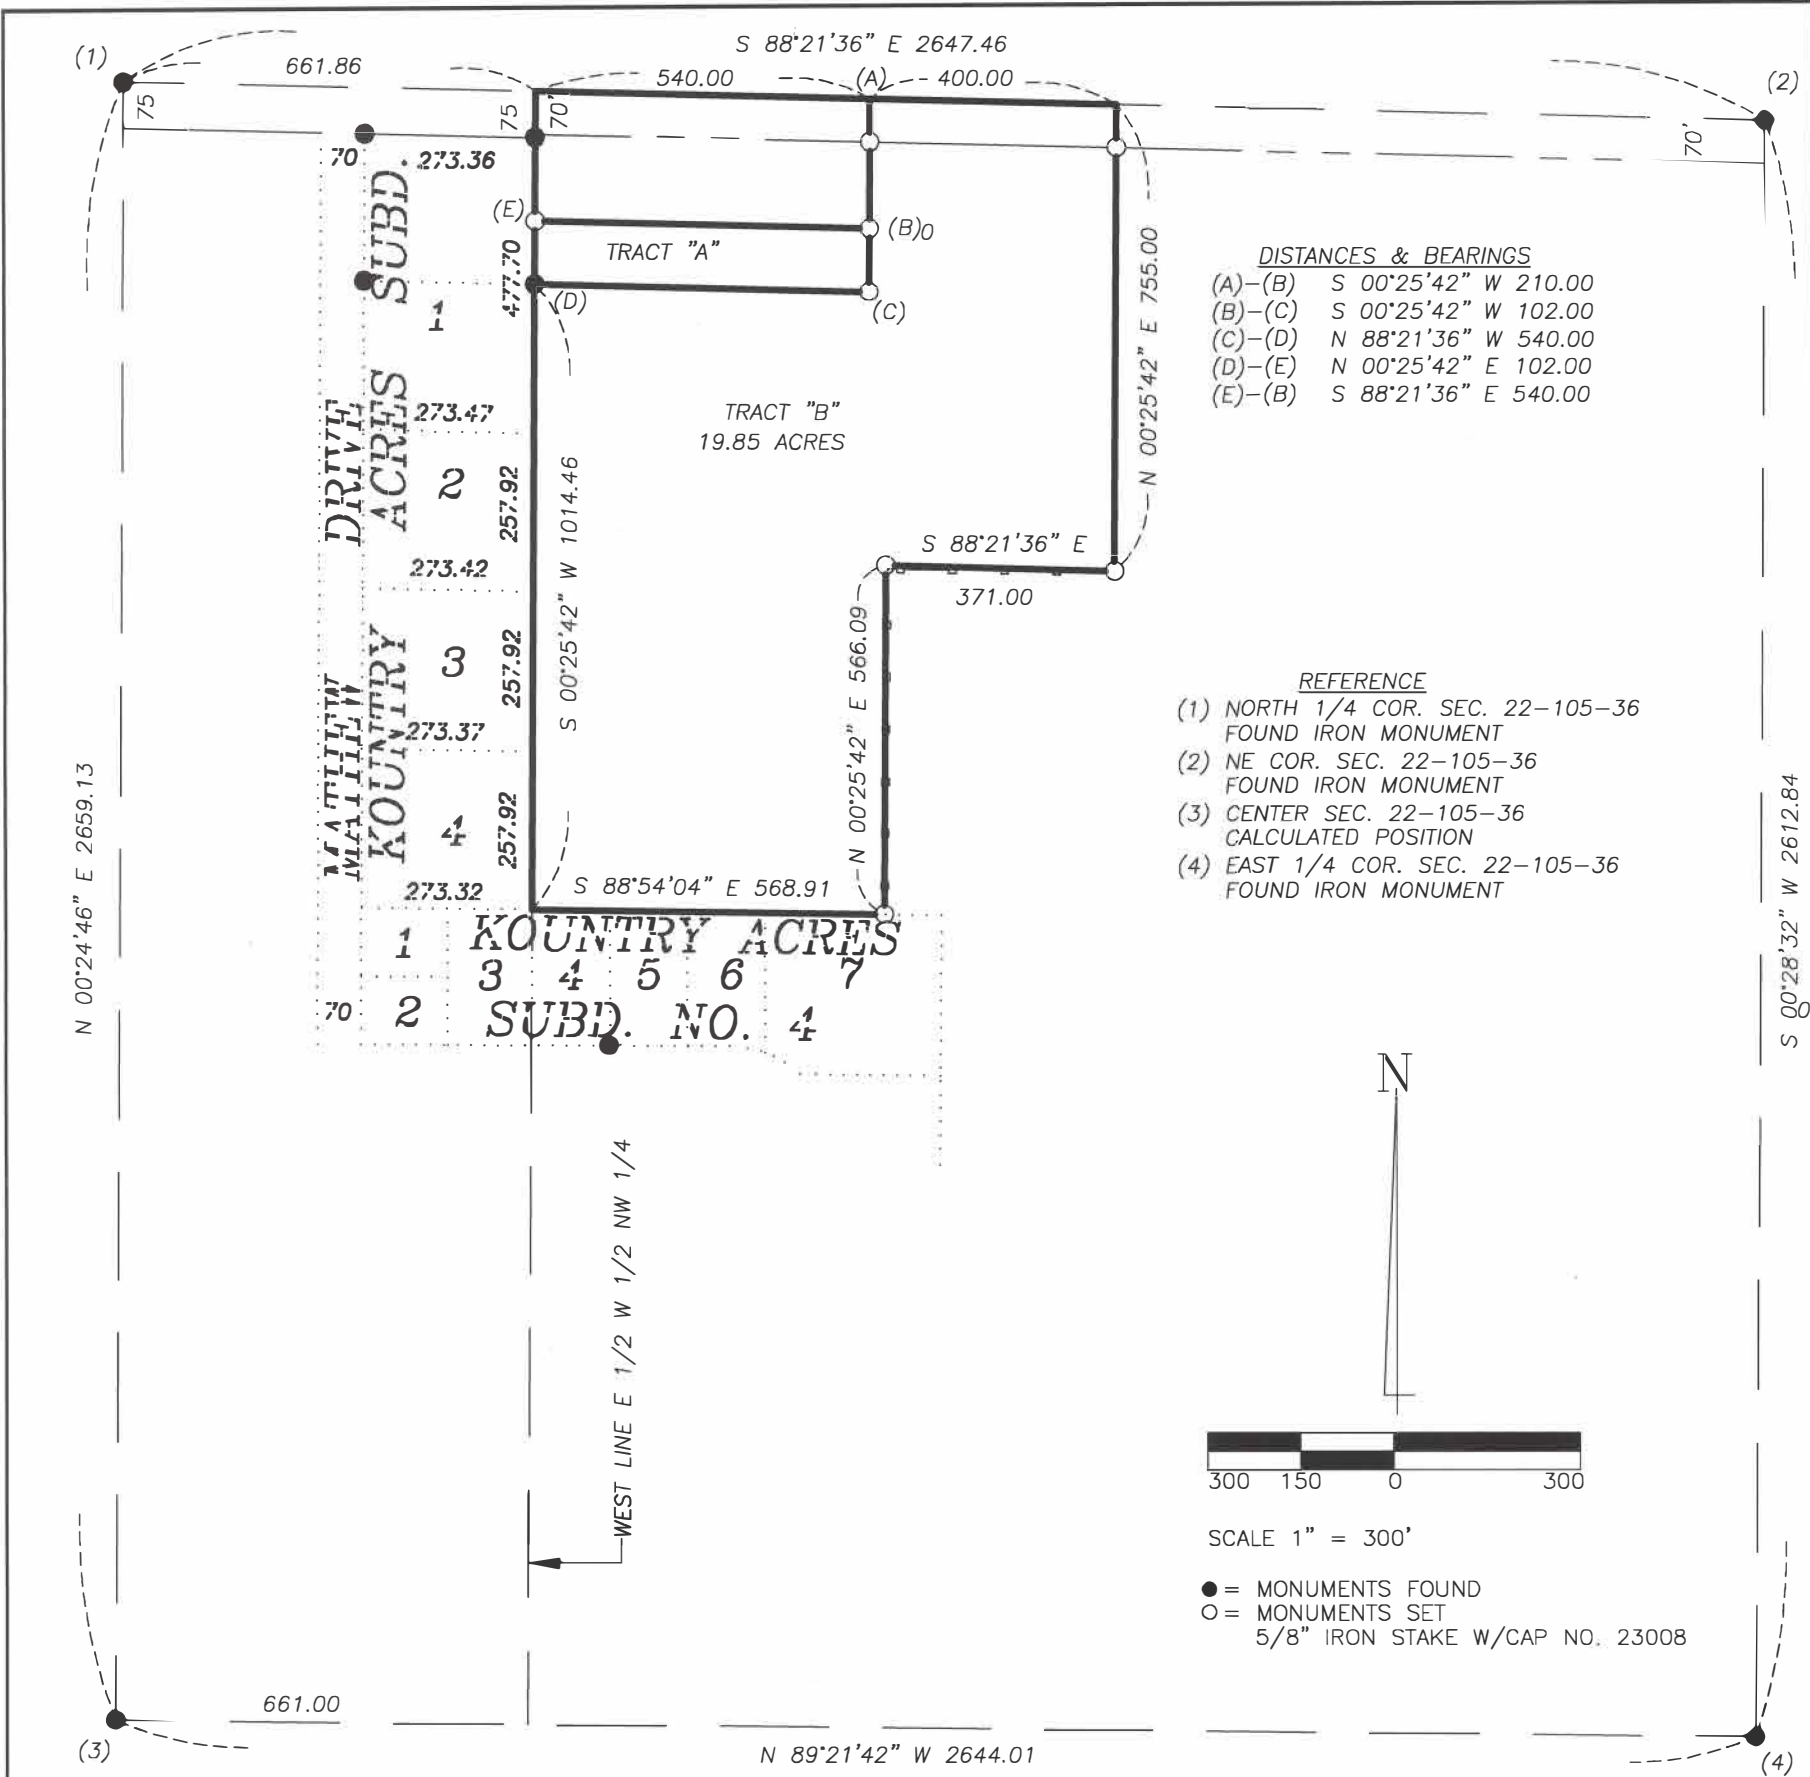 S 88°21'36" E 2647.46
(1)
661.86
540.00
(A)
400.00
(2)
75
75
70'
70'
70
273.36
SUBD.
(E)
(B)0
TRACT "A"
477.70
(D)
(C)
1
N 00°25'42" E 755.00
DISTANCES & BEARINGS
(A)-(B) S 00°25'42" W 210.00
(B)-(C) S 00°25'42" W 102.00
(C)-(D) N 88°21'36" W 540.00
(D)-(E) N 00°25'42" E 102.00
(E)-(B) S 88°21'36" E 540.00
TRACT "B"
19.85 ACRES
273.47
DRIVE
ACRES
2
257.92
S 00°25'42" W 1014.46
273.42
S 88°21'36" E
371.00
N 00°25'42" E 566.09
3
257.92
KOUNTRY
MATHEW
273.37
4
257.92
273.32
S 88°54'04" E 568.91
REFERENCE
(1) NORTH 1/4 COR. SEC. 22-105-36
FOUND IRON MONUMENT
(2) NE COR. SEC. 22-105-36
FOUND IRON MONUMENT
(3) CENTER SEC. 22-105-36
CALCULATED POSITION
(4) EAST 1/4 COR. SEC. 22-105-36
FOUND IRON MONUMENT
N 00°24'46" E 2659.13
S 00°28'32" W 2612.84
1
KOUNTRY ACRES
3 4 5 6 7
70
2
SUBD. NO. 4
N
WEST LINE E 1/2 W 1/2 NW 1/4
300 150 0 300
SCALE 1" = 300'
= MONUMENTS FOUND
= MONUMENTS SET
5/8" IRON STAKE W/CAP NO. 23008
661.00
(3)
N 89°21'42" W 2644.01
(4)